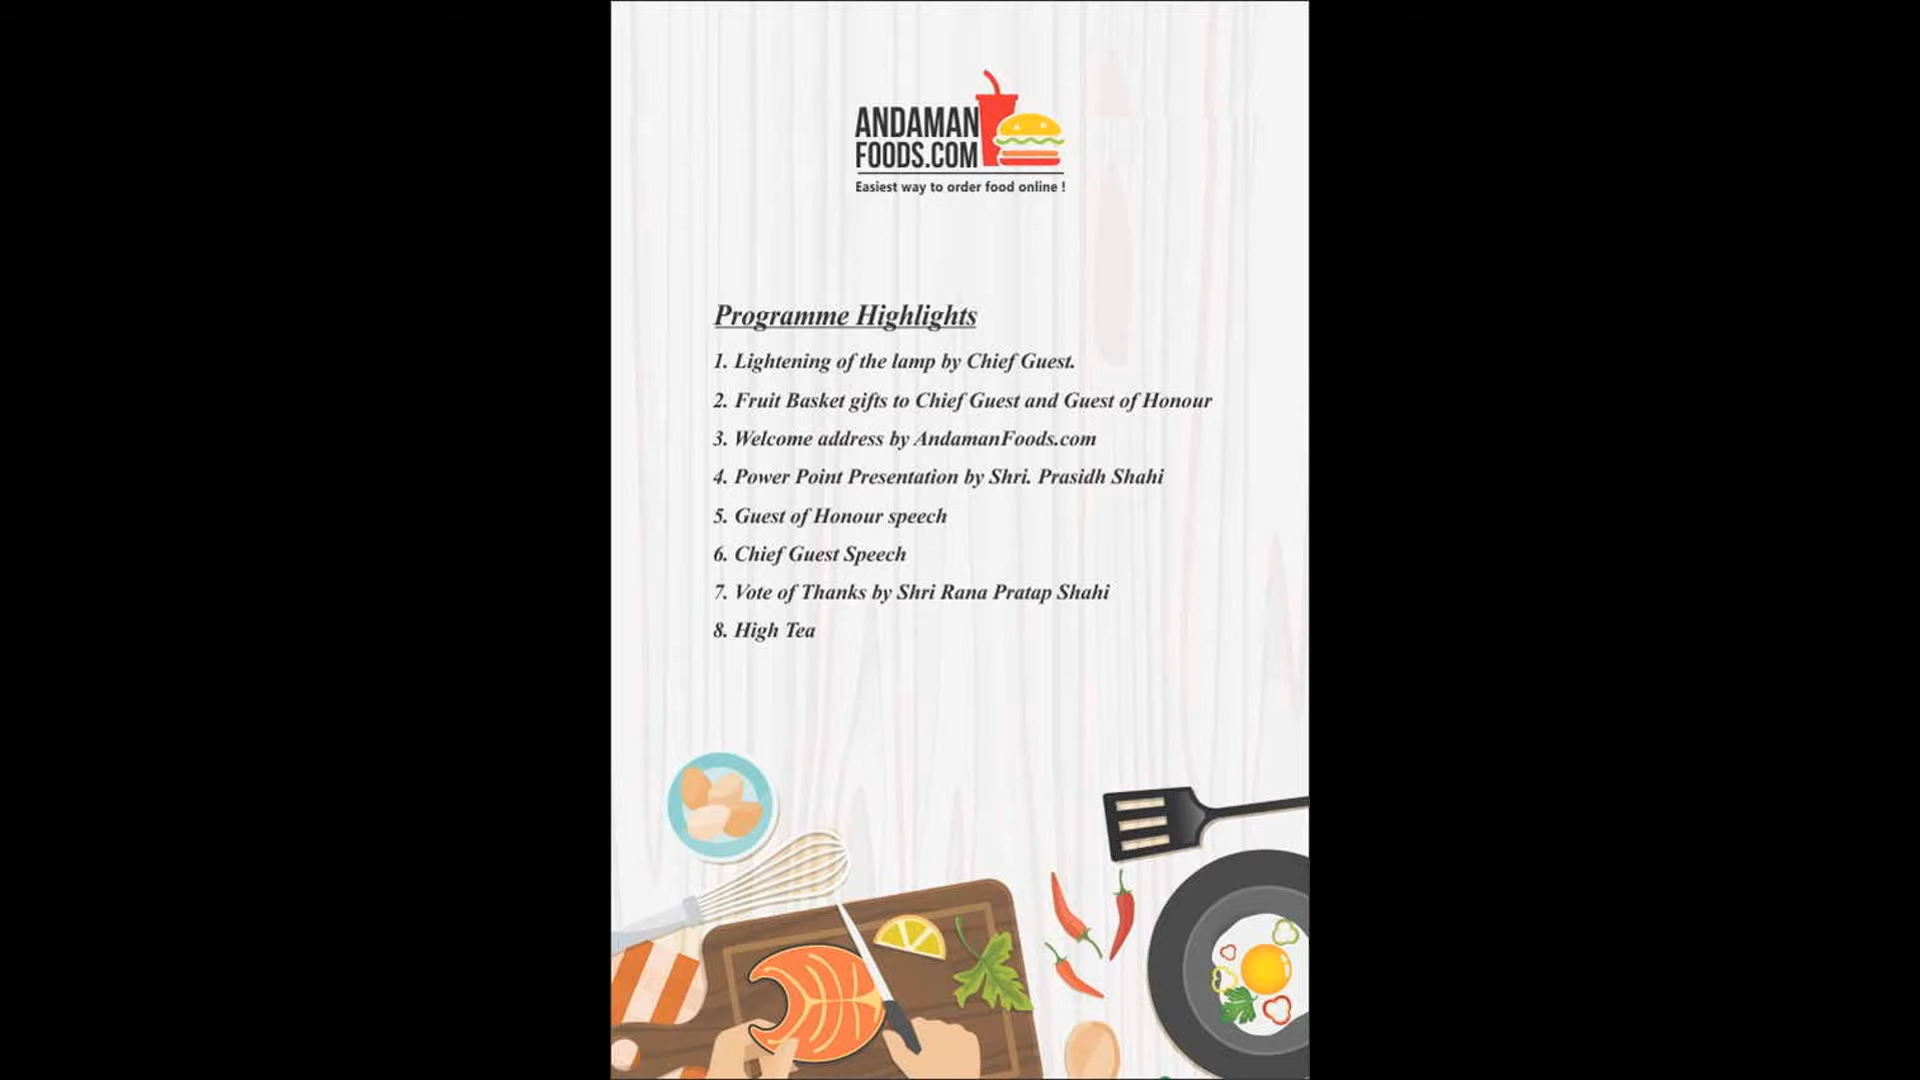 ANDAMAN
FOODS.COM
Easiest way to order food online !
Programme Highlights
1. Lightening of the lamp by Chief Guest.
2. Fruit Basket gifts to Chief Guest and Guest of Honour
3. Welcome address by AndamanFoods.com
4. Power Point Presentation by Shri. Prasidh Shahi
5. Guest of Honour speech
6. Chief Guest Speech
7. Vote of Thanks by Shri Rana Pratap Shahi
8. High Tea